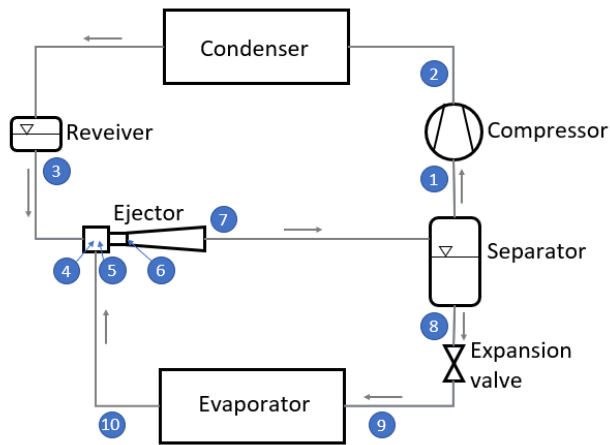 Condenser
2
Reveiver
Compressor
3
1
Ejector
7
Separator
4
5
6
8
Expansion
valve
Evaporator
10
9